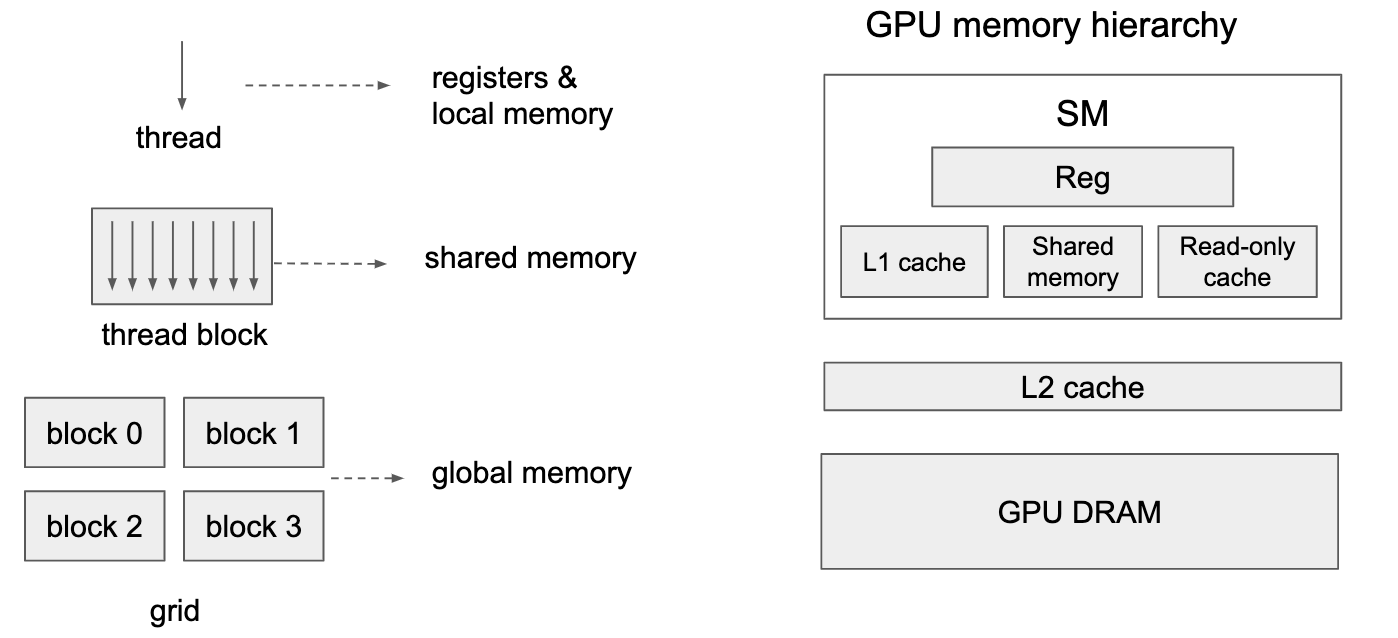 registers &
local memory
thread
shared memory
thread block
block 0
block 1
global memory
block 2
block 3
grid
GPU memory hierarchy
SM
Reg
L1 cache
Shared
memory
Read-only
cache
L2 cache
GPU DRAM